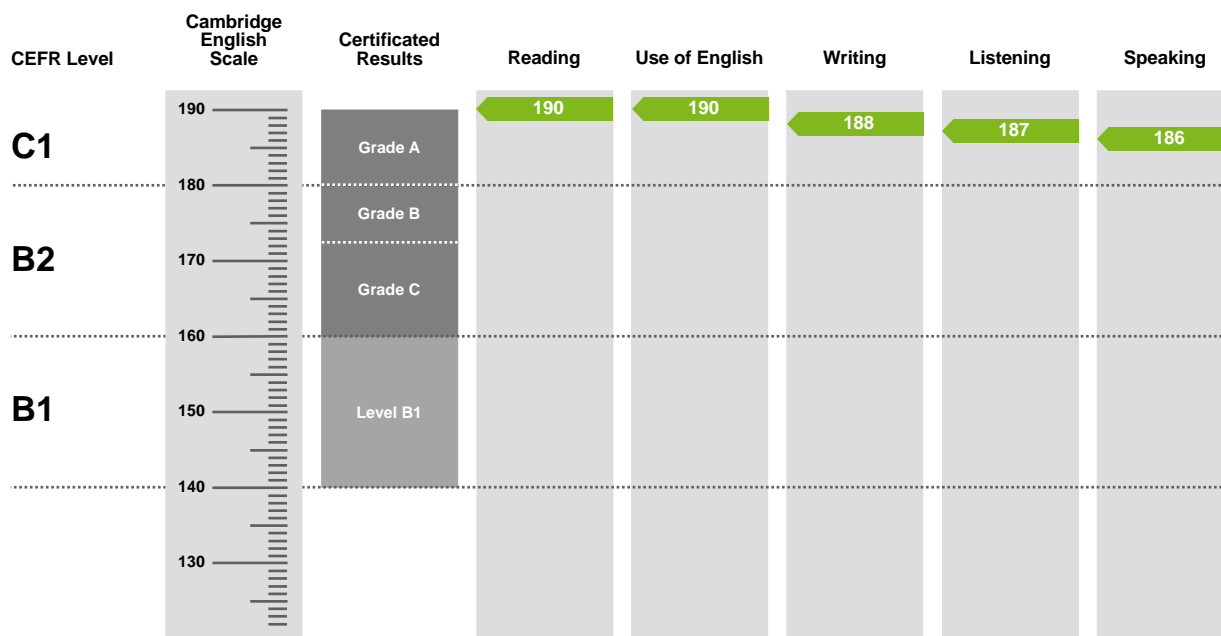 CEFR Level
Cambridge
English
Scale
Certificated
Results
Reading
Use of English
Writing
Listening
Speaking
190
190
190
188
187
186
C1
Grade A
180
Grade B
B2
170
Grade C
160
B1
150
Level B1
140
130